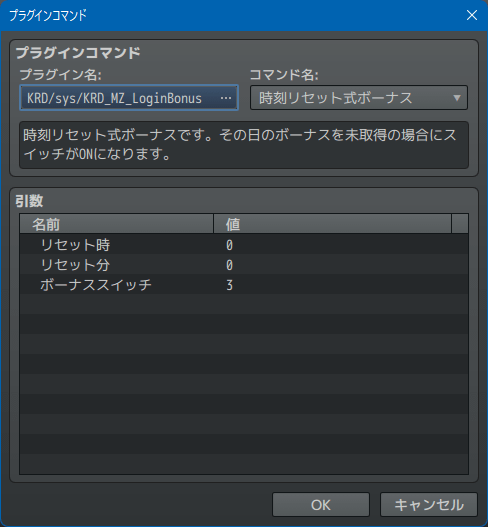 プラグインコマンド
プラグインコマンド
プラグイン名:
コマンド名:
KRD/sys/KRD_MZ_LoginBonus …
時刻リセット式ボーナス
時刻リセット式ボーナスです。その日のボーナスを未取得の場合にス
イッチがONになります。
引数
名前 値
リセット時 0
リセット分 0
ボーナススイッチ 3
OK キャンセル